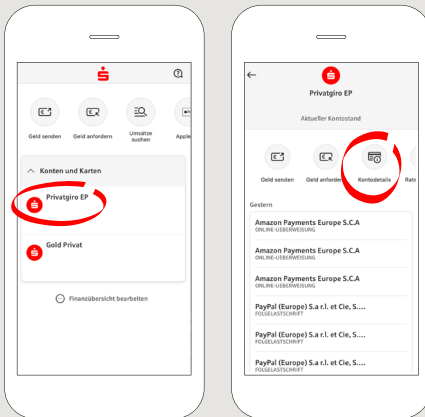 Geld senden
Geld anfordern
Umsätze
suchen
Apple
Konten und Karten
Privatgiro EP
Gold Privat
Finanzübersicht bearbeiten
Privatgiro EP
Aktueller Kontostand
Geld senden
Geld anfordern
Kontodetails
Gestern
Amazon Payments Europe S.C.A
ONLINE-UEBERWEISUNG
Amazon Payments Europe S.C.A
ONLINE-UEBERWEISUNG
Amazon Payments Europe S.C.A
ONLINE-UEBERWEISUNG
PayPal (Europe) S.a r.l. et Cie, S....
FOLGELASTSCHRIFT
PayPal (Europe) S.a r.l. et Cie, S....
FOLGELASTSCHRIFT
PayPal (Europe) S.a r.l. et Cie, S....
FOLGELASTSCHRIFT